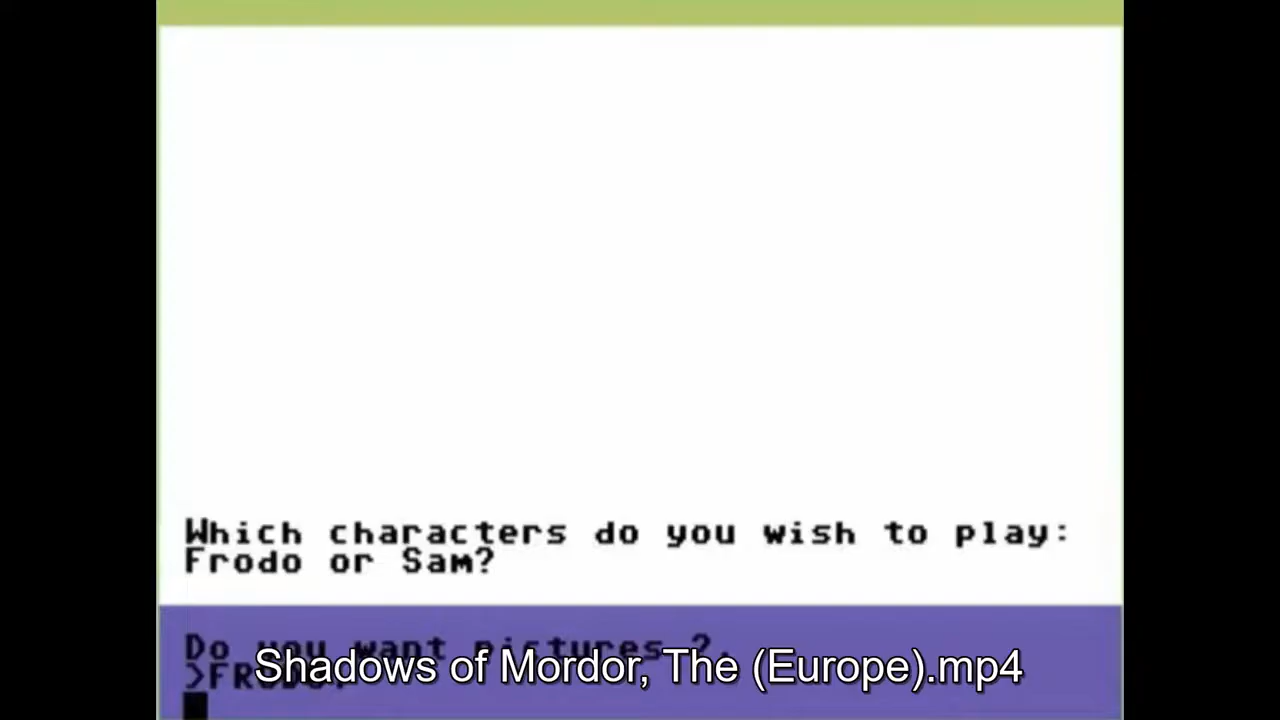 Which characters do you wish to play:
Frodo or Sam?
Do you want pictures ?.
>FRODO.
Shadows of Mordor, The (Europe).mp4